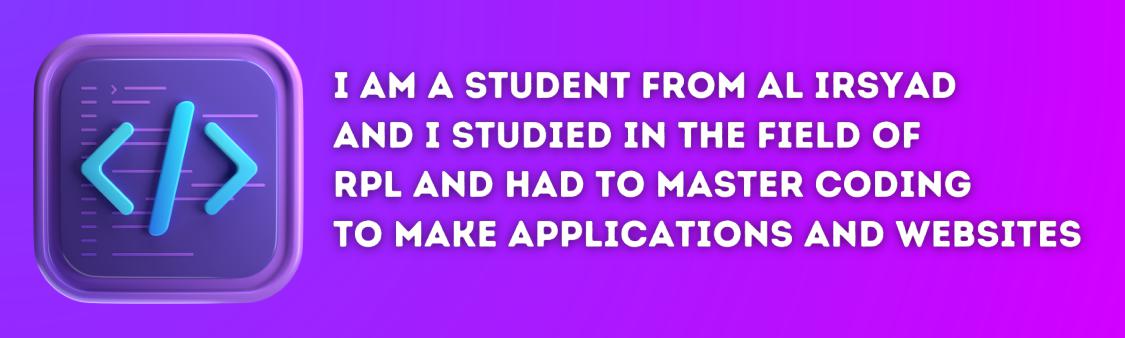 I AM A STUDENT FROM AL IRSYAD
AND I STUDIED IN THE FIELD OF
RPL AND HAD TO MASTER CODING
TO MAKE APPLICATIONS AND WEBSITES